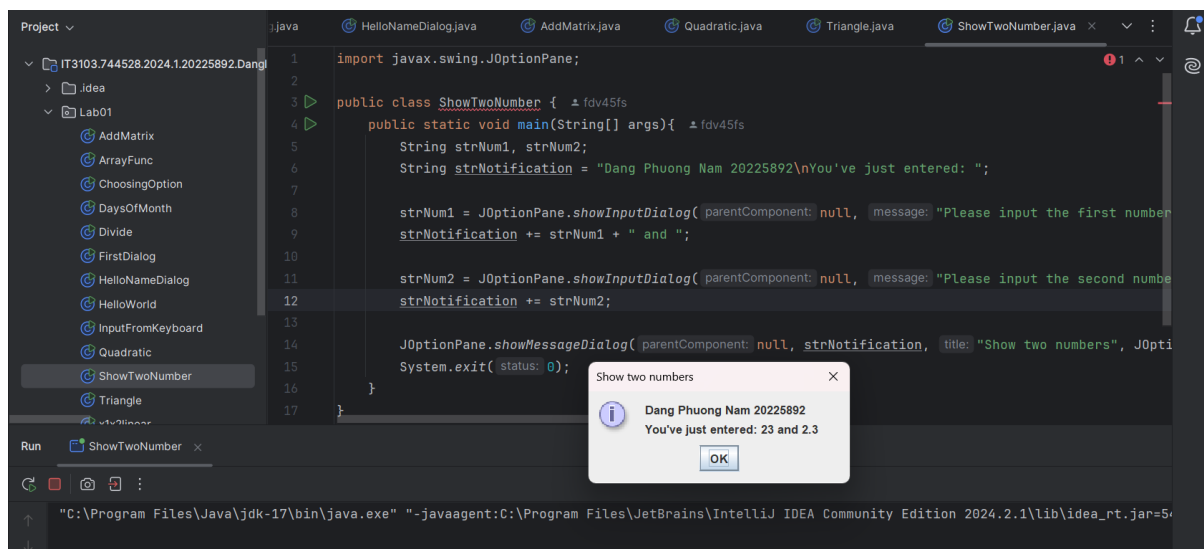 Project
g.java HelloNameDialog.java AddMatrix.java Quadratic.java Triangle.java ShowTwoNumber.java
IT3103.744528.2024.1.20225892.DangI
.idea
Lab01
AddMatrix
ArrayFunc
ChoosingOption
DaysOfMonth
Divide
FirstDialog
HelloNameDialog
HelloWorld
InputFromKeyboard
Quadratic
ShowTwoNumber
Triangle
x1x2linear
1 import javax.swing.JOptionPane;
1
2
3 public class ShowTwoNumber { fdv45fs
4 public static void main(String[] args){ fdv45fs
5 String strNum1, strNum2;
6 String strNotification = "Dang Phuong Nam 20225892\nYou've just entered: ";
7
8 strNum1 = JOptionPane.showInputDialog( parentComponent: null, message: "Please input the first number
9 strNotification += strNum1 + " and ";
10
11 strNum2 = JOptionPane.showInputDialog( parentComponent: null, message: "Please input the second numbe
12 strNotification += strNum2;
13
14 JOptionPane.showMessageDialog( parentComponent: null, strNotification, title: "Show two numbers", JOpti
15 System.exit( status: 0);
16 }
17 }
Show two numbers
Dang Phuong Nam 20225892
You've just entered: 23 and 2.3
OK
Run ShowTwoNumber
"C:\Program Files\Java\jdk-17\bin\java.exe" "-javaagent:C:\Program Files\JetBrains\IntelliJ IDEA Community Edition 2024.2.1\lib\idea_rt.jar=54